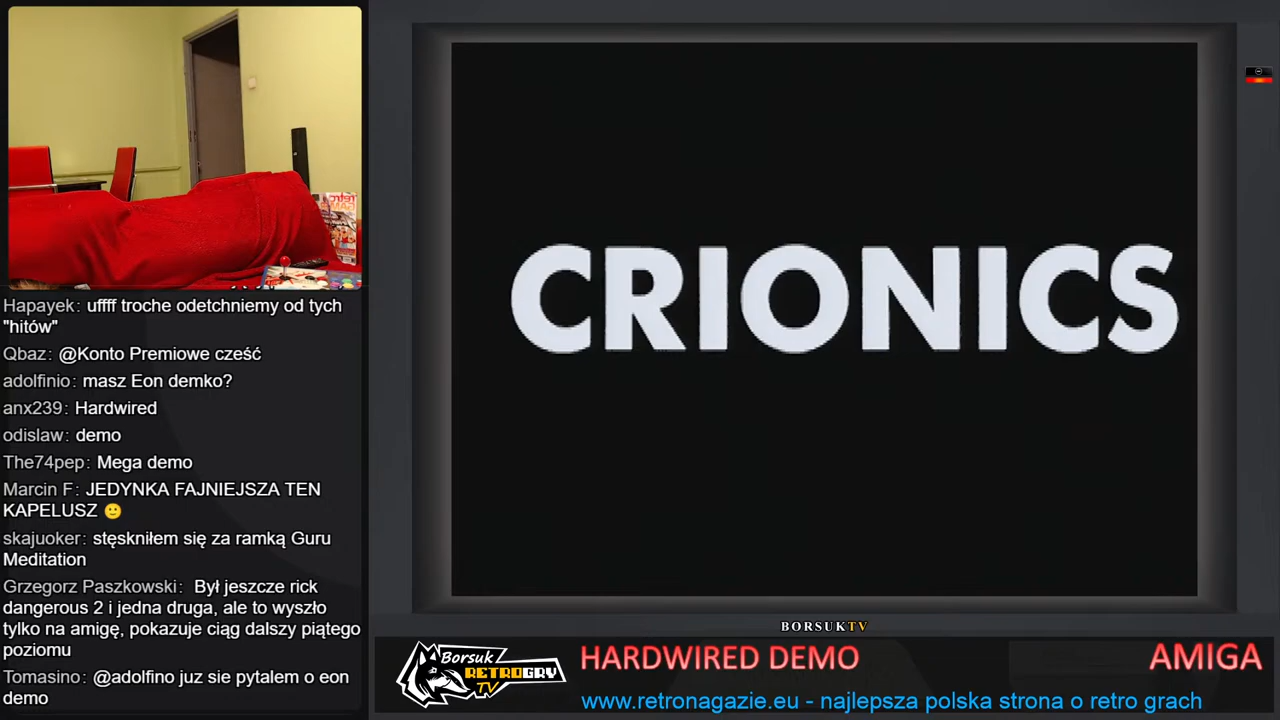 Hapayek: uffff troche odetchniemy od tych
"hitów"
Qbaz: @Konto Premiowe cześć
adolfinio: masz Eon demko?
anx239: Hardwired
odislaw: demo
The74pep: Mega demo
Marcin F: JEDYNKA FAJNIEJSZA TEN
KAPELUSZ 🙂
skajuoker: stęskniłem się za ramką Guru
Meditation
Grzegorz Paszkowski: Był jeszcze rick
dangerous 2 i jedna druga, ale to wyszło
tylko na amigę, pokazuje ciąg dalszy piątego
poziomu
Tomasino: @adolfino juz sie pytalem o eon
demo
CRIONICS
BORSUKTV
Borsuk
RETROGRY
TV
HARDWIRED DEMO
AMIGA
www.retronagazie.eu - najlepsza polska strona o retro grach